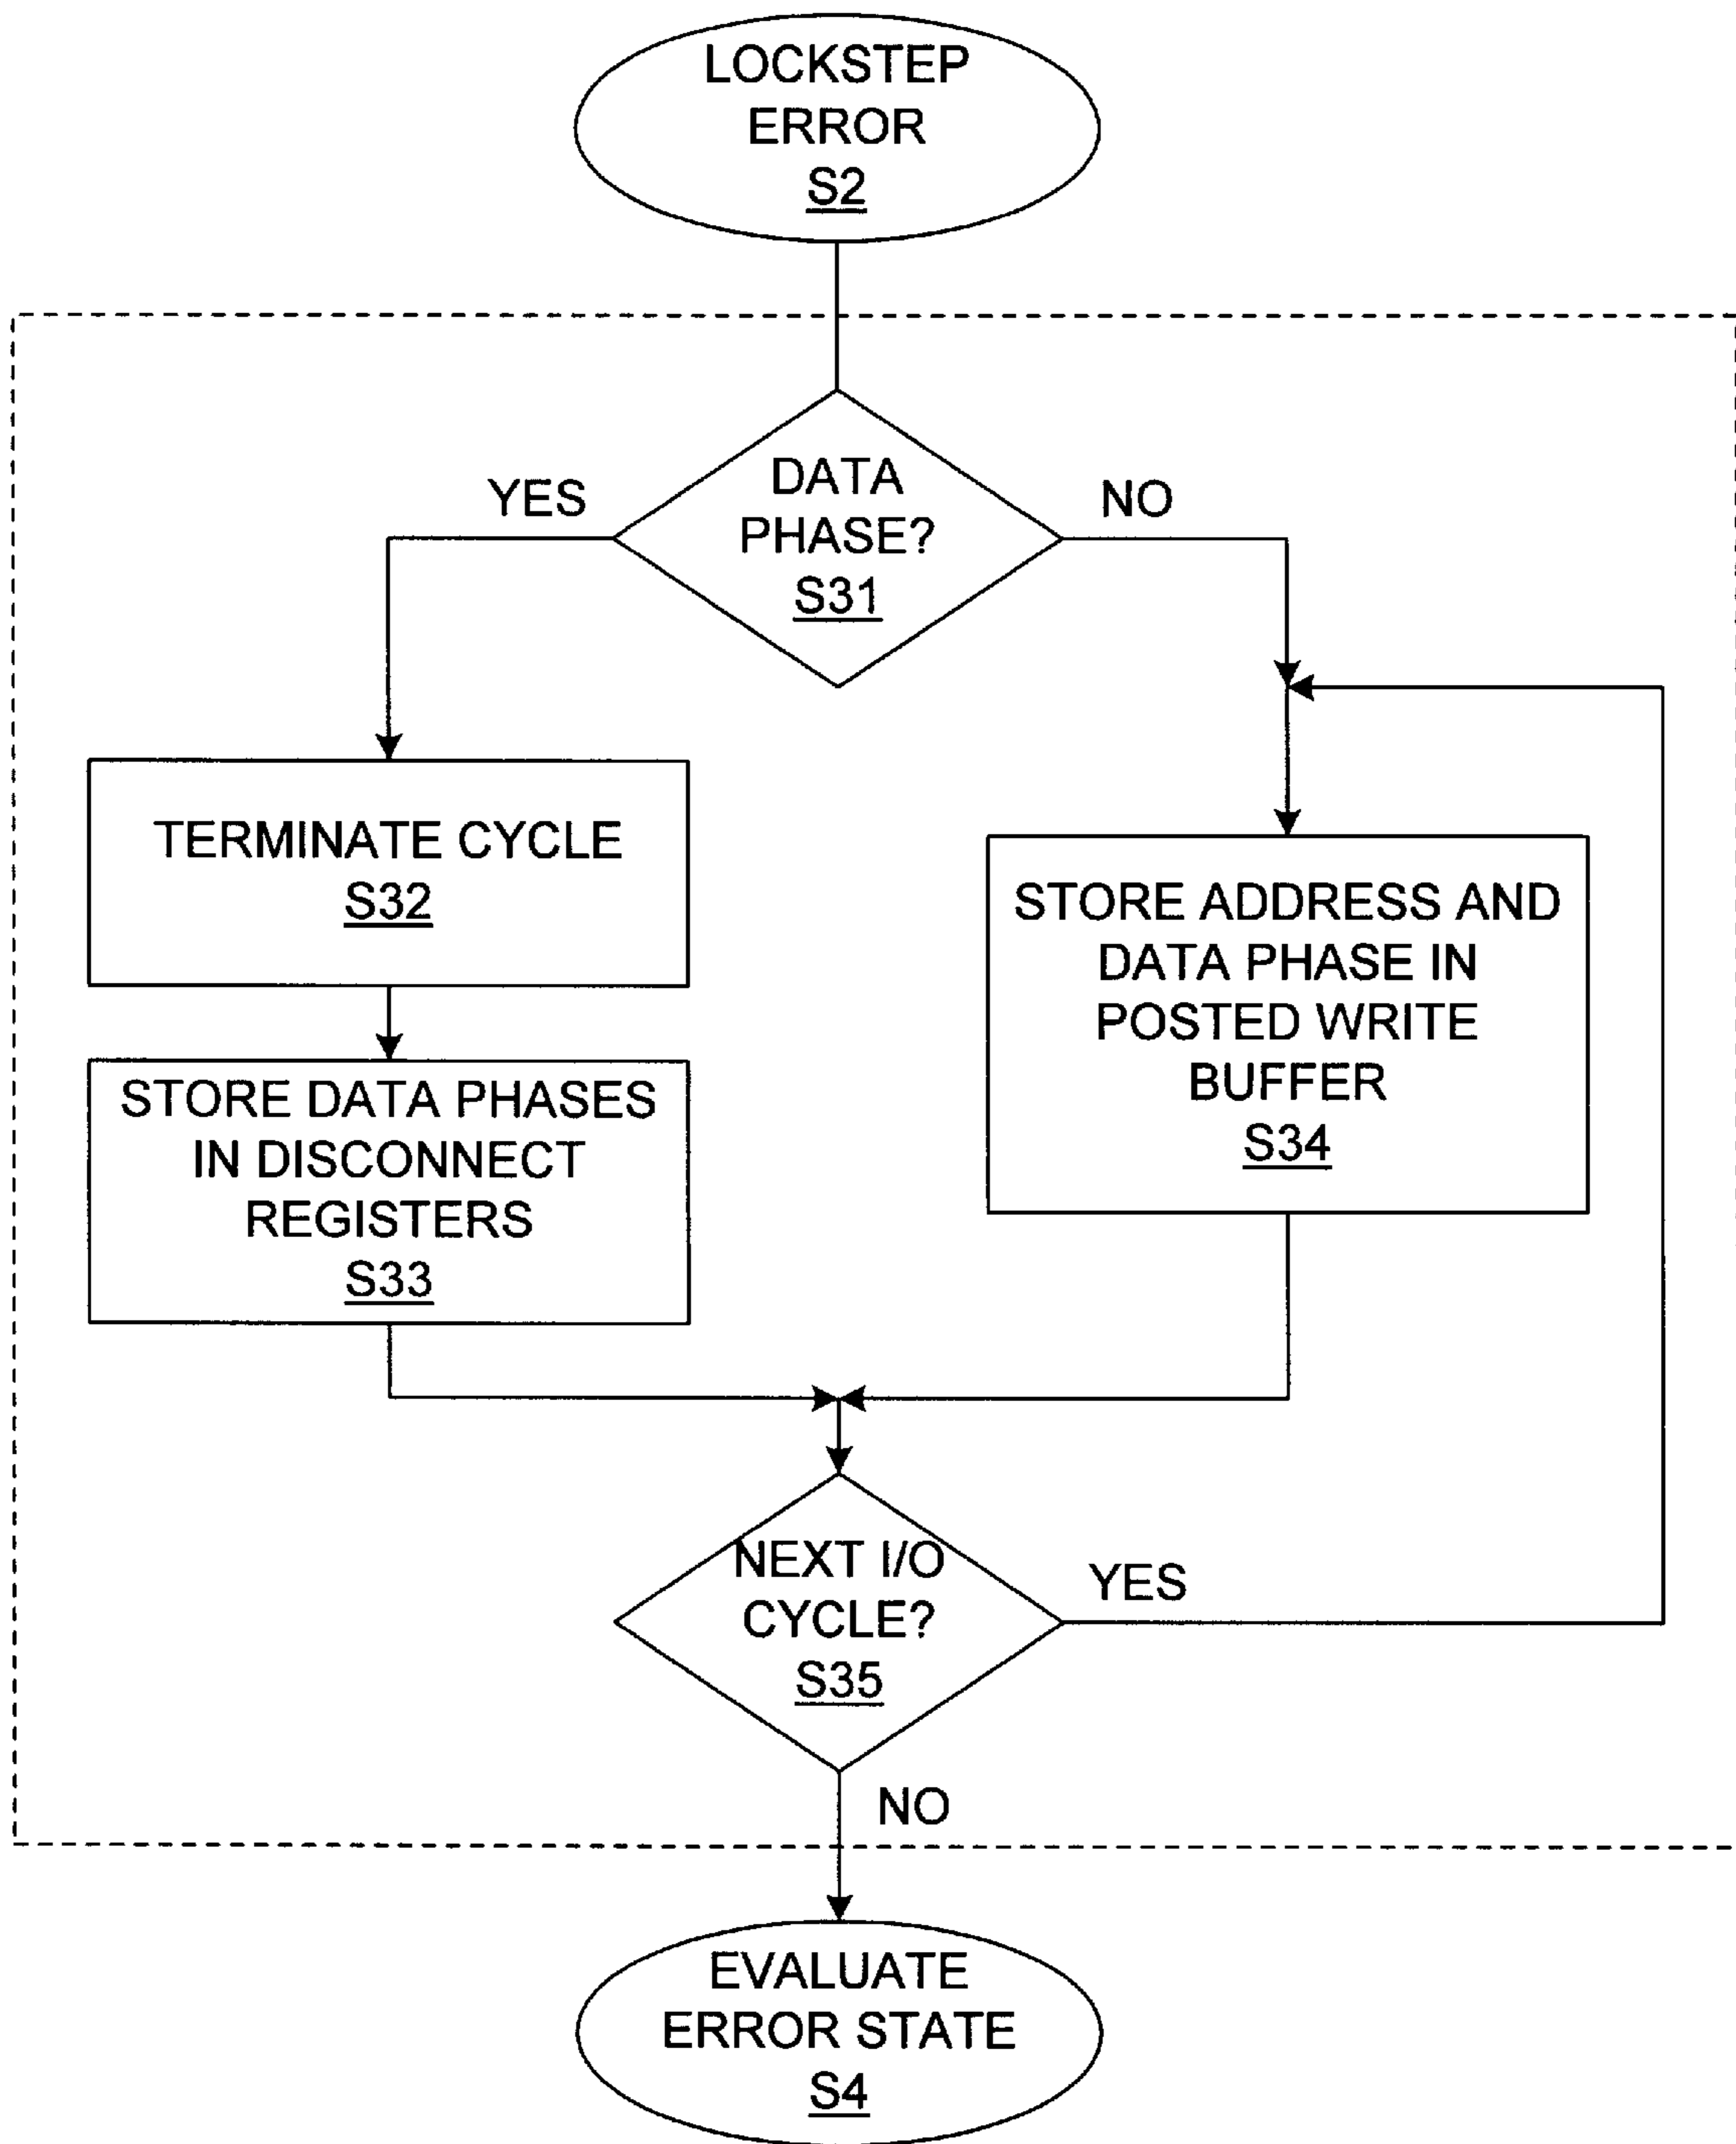 LOCKSTEP
ERROR
S2
DATA
PHASE?
S31
YES
NO
TERMINATE CYCLE
S32
STORE DATA PHASES
IN DISCONNECT
REGISTERS
S33
STORE ADDRESS AND
DATA PHASE IN
POSTED WRITE
BUFFER
S34
NEXT I/O
CYCLE?
S35
YES
NO
EVALUATE
ERROR STATE
S4